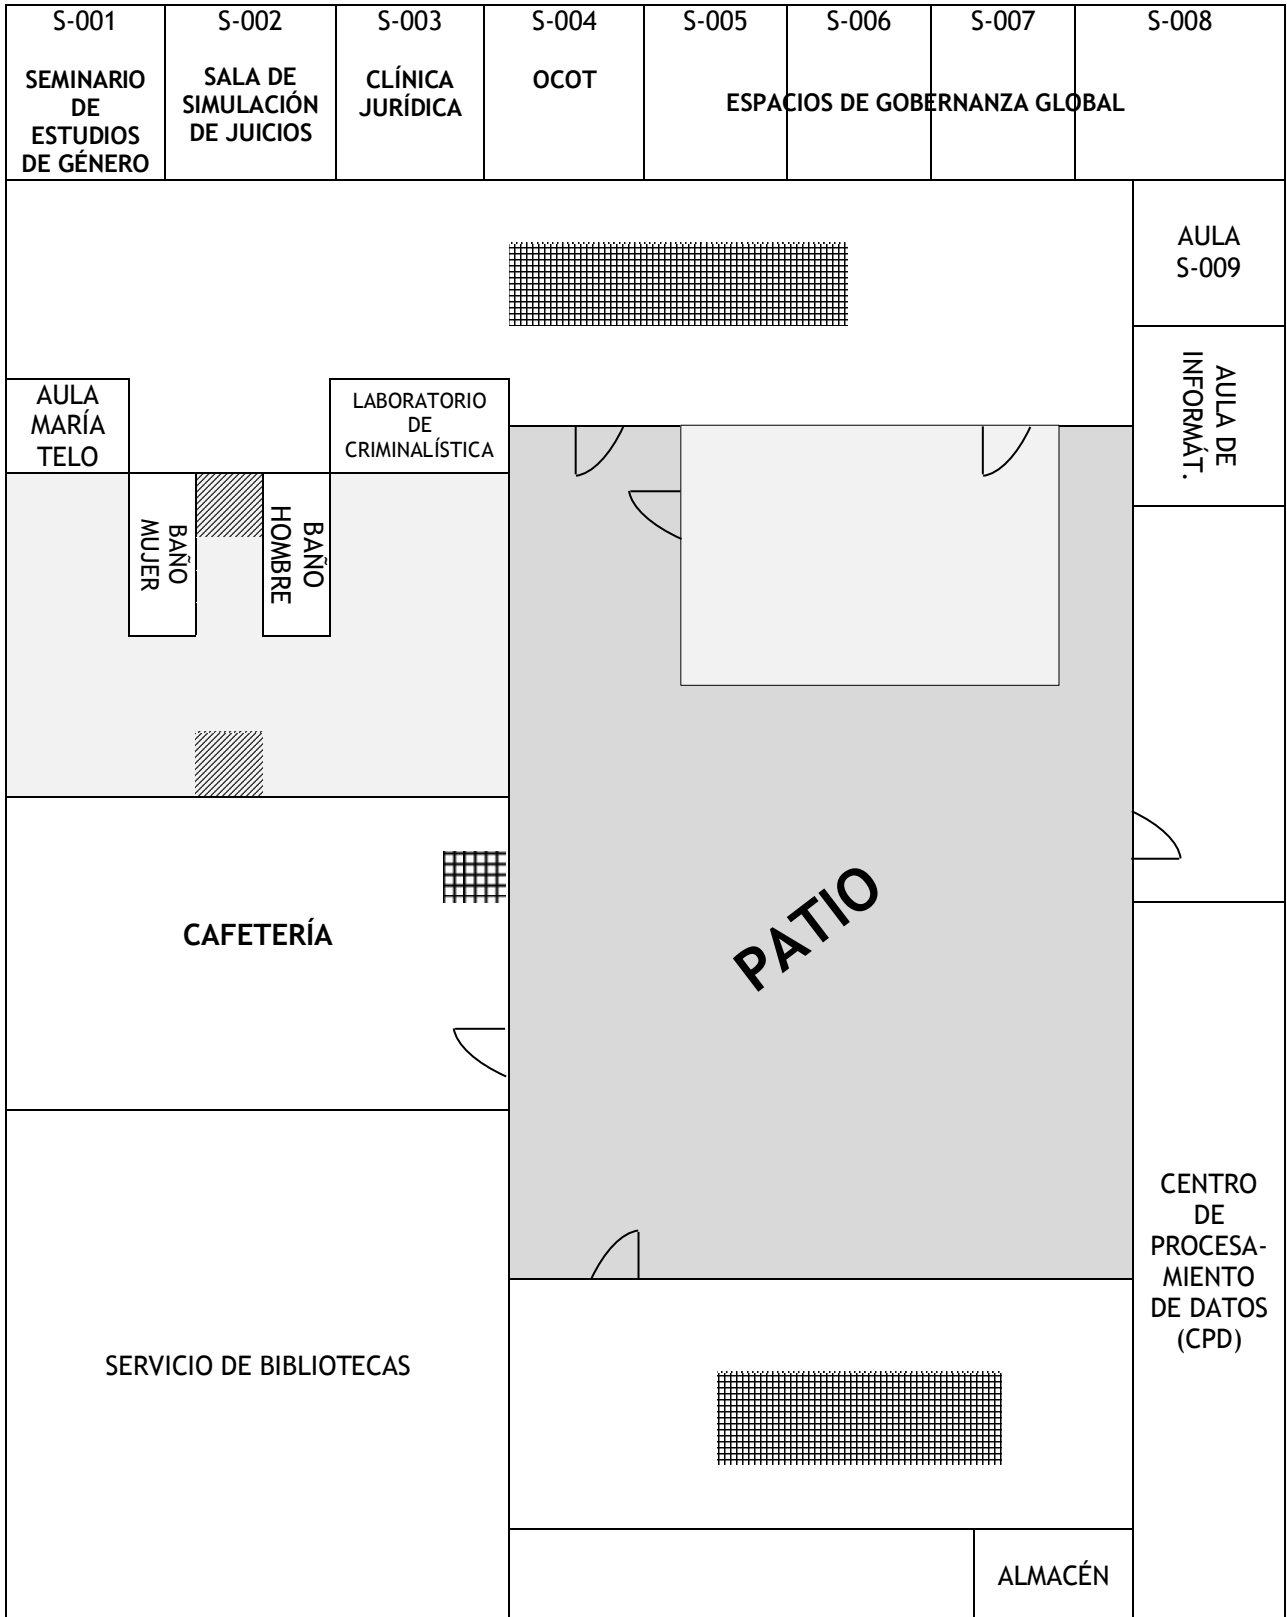 S-001
SEMINARIO
DE
ESTUDIOS
DE GÉNERO
S-002
SALA DE
SIMULACIÓN
DE JUICIOS
S-003
CLÍNICA
JURÍDICA
S-004
OCOT
S-005
S-006
S-007
S-008
ESPACIOS DE GOBERNANZA GLOBAL
AULA
S-009
AULA DE
INFORMÁT.
AULA
MARÍA
TELO
LABORATORIO
DE
CRIMINALÍSTICA
BAÑO
MUJER
BAÑO
HOMBRE
CAFETERÍA
PATIO
CENTRO
DE
PROCESA-
MIENTO
DE DATOS
(CPD)
SERVICIO DE BIBLIOTECAS
ALMACÉN